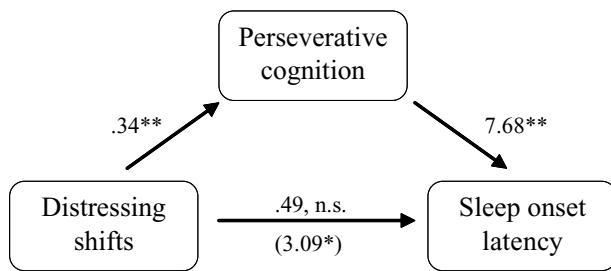 Perseverative
cognition
.34**
7.68**
Distressing
shifts
.49, n.s.
(3.09*)
Sleep onset
latency